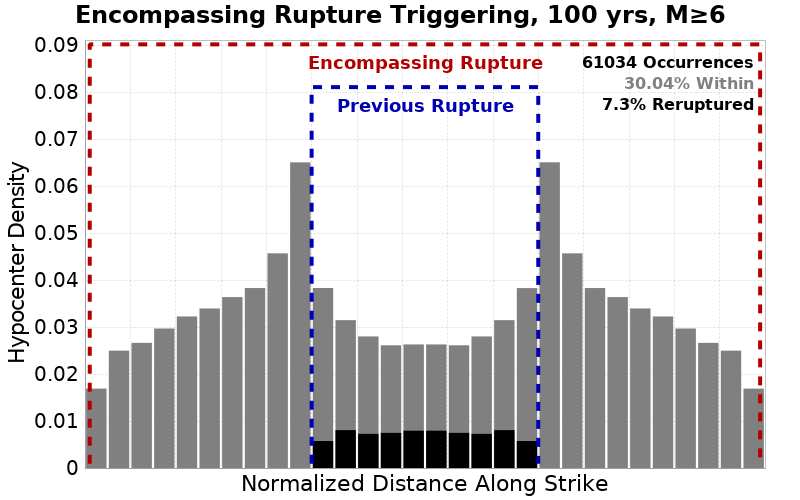 Encompassing Rupture Triggering, 100 yrs, M≥6
0.09
0.08
0.07
0.06
0.05
0.04
0.03
0.02
0.01
0
Hypocenter Density
Encompassing Rupture
Previous Rupture
61034 Occurrences
30.04% Within
7.3% Reruptured
Normalized Distance Along Strike